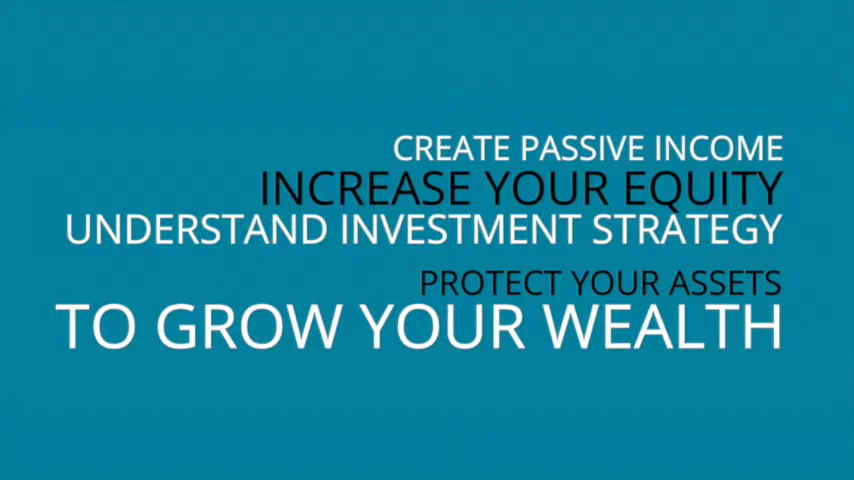 CREATE PASSIVE INCOME
INCREASE YOUR EQUITY
UNDERSTAND INVESTMENT STRATEGY
PROTECT YOUR ASSETS
TO GROW YOUR WEALTH